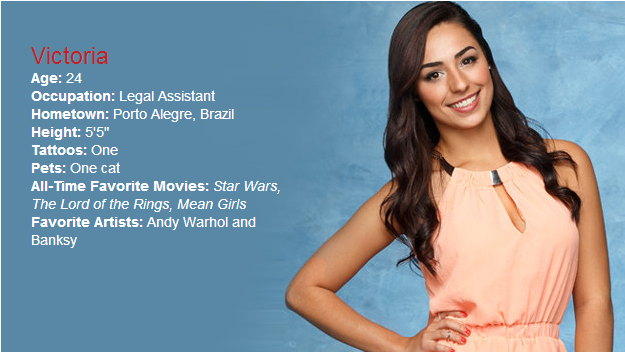 Victoria
Age: 24
Occupation: Legal Assistant
Hometown: Porto Alegre, Brazil
Height: 5'5"
Tattoos: One
Pets: One cat
All-Time Favorite Movies: Star Wars,
The Lord of the Rings, Mean Girls
Favorite Artists: Andy Warhol and
Banksy